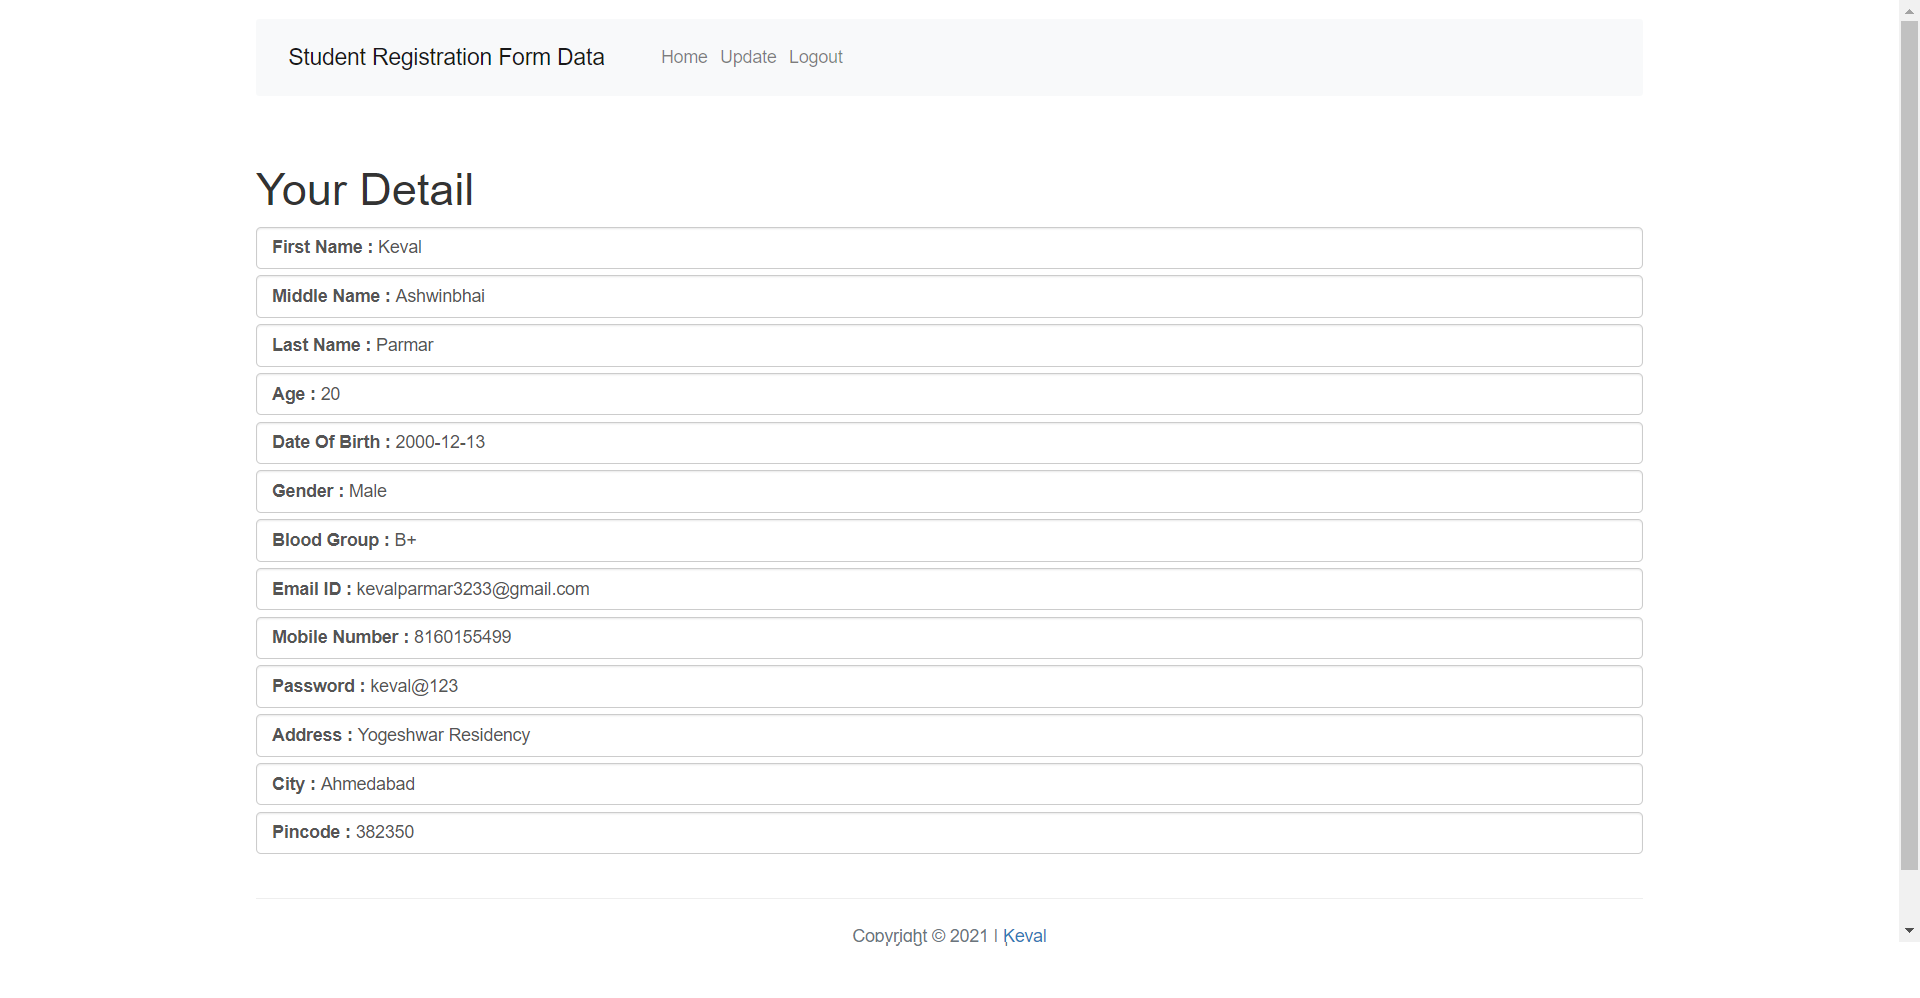 Student Registration Form Data Home Update Logout
Your Detail
First Name : Keval
Middle Name : Ashwinbhai
Last Name : Parmar
Age : 20
Date Of Birth : 2000-12-13
Gender : Male
Blood Group : B+
Email ID : kevalparmar3233@gmail.com
Mobile Number : 8160155499
Password : keval@123
Address : Yogeshwar Residency
City : Ahmedabad
Pincode : 382350
Copyright © 2021 | Keval